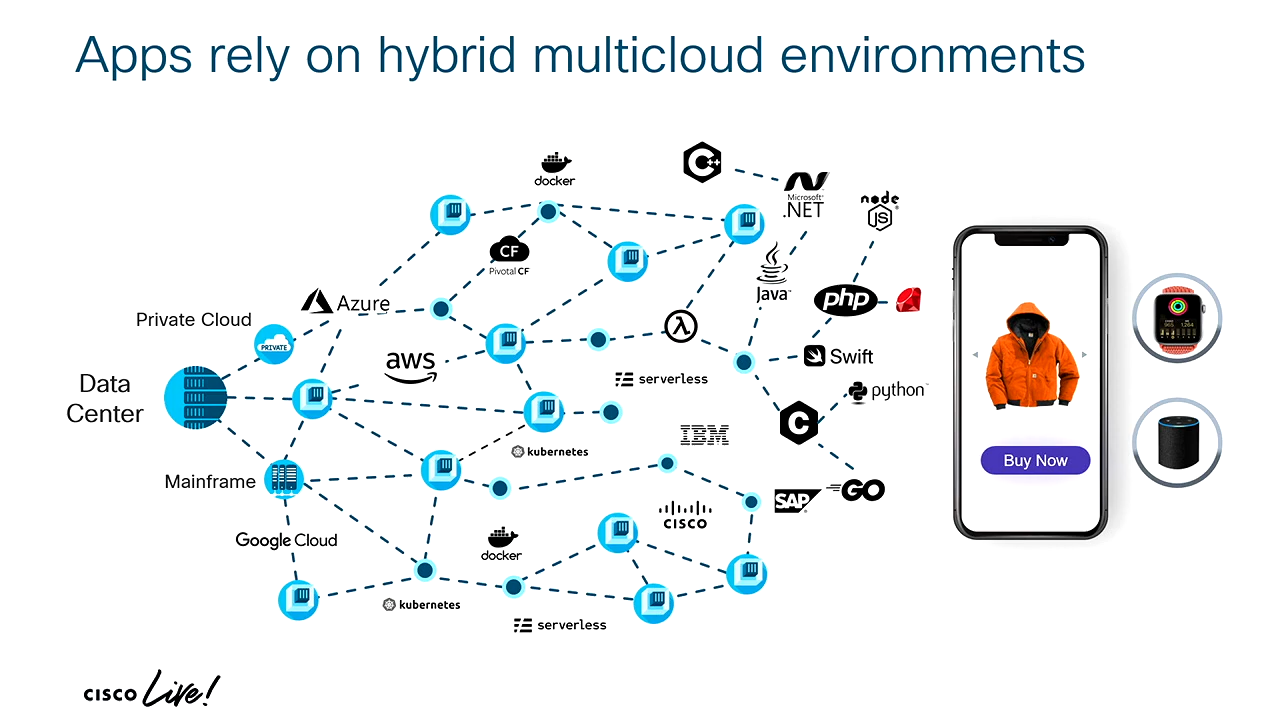 Apps rely on hybrid multicloud environments
C++
docker
Microsoft®
.NET
node
JS
CF
Pivotal CF
Java™
Azure
php
Private Cloud
PRIVATE
λ
aws
Swift
serverless
Data
Center
python™
C
IBM
kubernetes
Buy Now
Mainframe
SAP
GO
CISCO
Google Cloud
docker
kubernetes
serverless
CISCO Live!